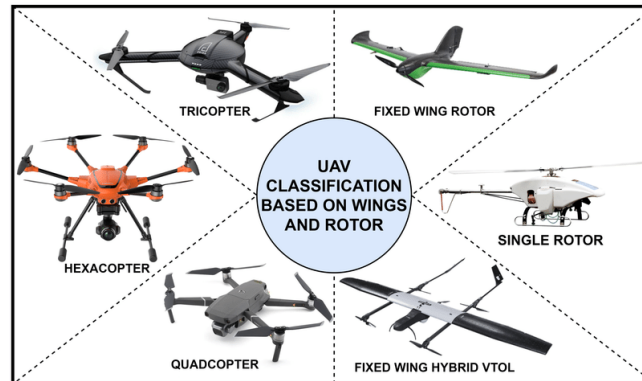 TRICOPTER
FIXED WING ROTOR
UAV
CLASSIFICATION
BASED ON WINGS
AND ROTOR
SINGLE ROTOR
HEXACOPTER
QUADCOPTER
FIXED WING HYBRID VTOL